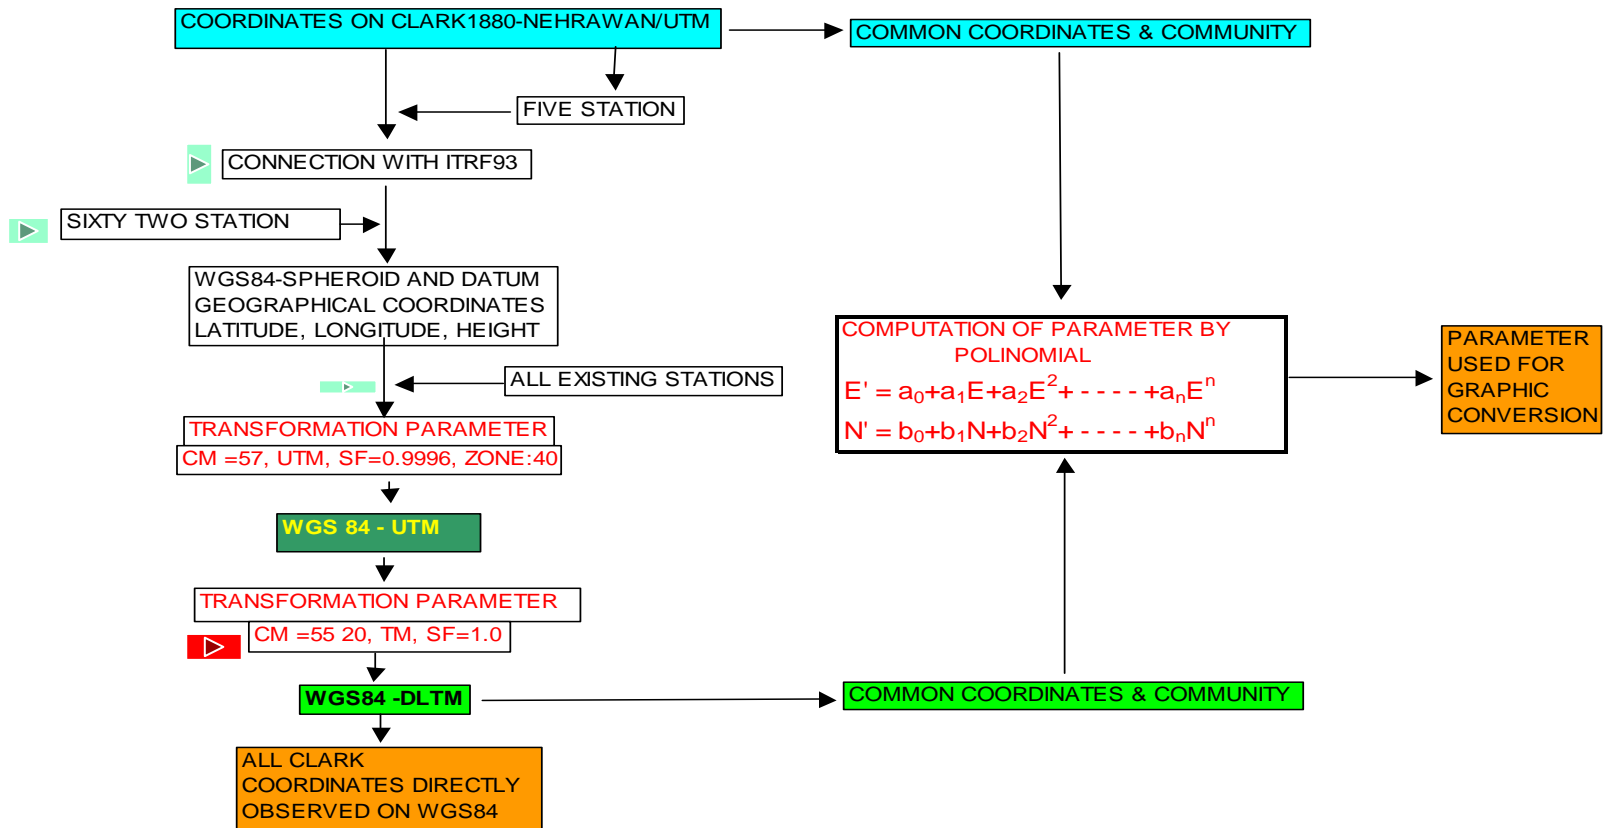 COORDINATES ON CLARK1880-NEHRAWAN/UTM
COMMON COORDINATES & COMMUNITY
FIVE STATION
CONNECTION WITH ITRF93
SIXTY TWO STATION
WGS84-SPHEROID AND DATUM
GEOGRAPHICAL COORDINATES
LATITUDE, LONGITUDE, HEIGHT
ALL EXISTING STATIONS
TRANSFORMATION PARAMETER
CM =57, UTM, SF=0.9996, ZONE:40
WGS 84 - UTM
TRANSFORMATION PARAMETER
CM =55 20, TM, SF=1.0
WGS84 -DLTM
ALL CLARK
COORDINATES DIRECTLY
OBSERVED ON WGS84
COMPUTATION OF PARAMETER BY
POLINOMIAL
E' = a₀+a₁E+a₂E²+ - - - - +aₙEⁿ
N' = b₀+b₁N+b₂N²+ - - - - +bₙNⁿ
PARAMETER
USED FOR
GRAPHIC
CONVERSION
COMMON COORDINATES & COMMUNITY